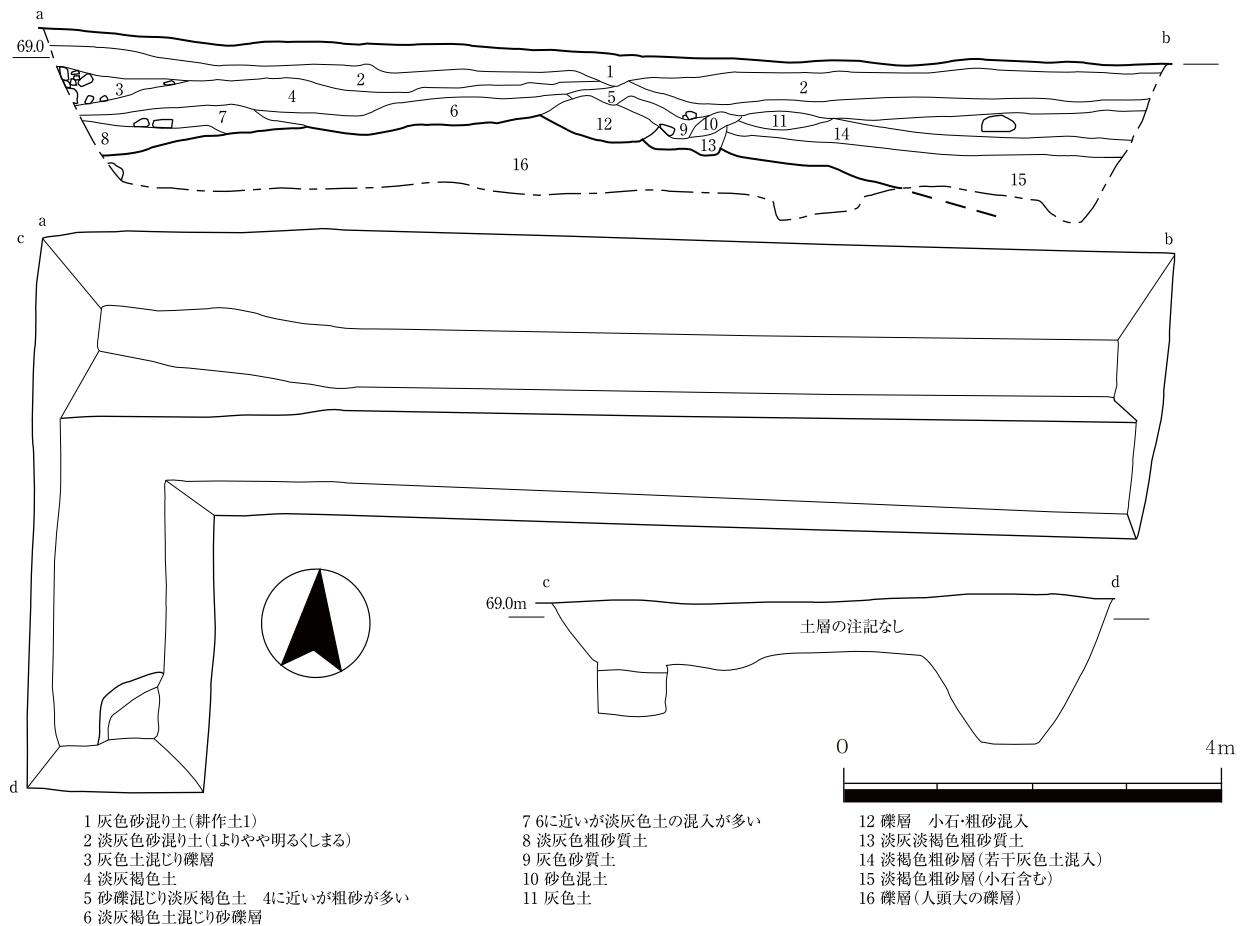 a
b
69.0
1
2
2
3
4
5
6
7
8
9
10
11
12
13
14
15
16
a
c
b
d
c
d
69.0m
土層の注記なし
0
4m
1 灰色砂混り土（耕作土1）
2 淡灰色砂混り土（1よりやや明るくしまる）
3 灰色土混じり礫層
4 淡灰褐色土
5 砂礫混じり淡灰褐色土　4に近いが粗砂が多い
6 淡灰褐色土混じり砂礫層
7 6に近いが淡灰色土の混入が多い
8 淡灰色粗砂質土
9 灰色砂質土
10 砂色混土
11 灰色土
12 礫層　小石・粗砂混入
13 淡灰淡褐色粗砂質土
14 淡褐色粗砂層（若干灰色土混入）
15 淡褐色粗砂層（小石含む）
16 礫層（人頭大の礫層）